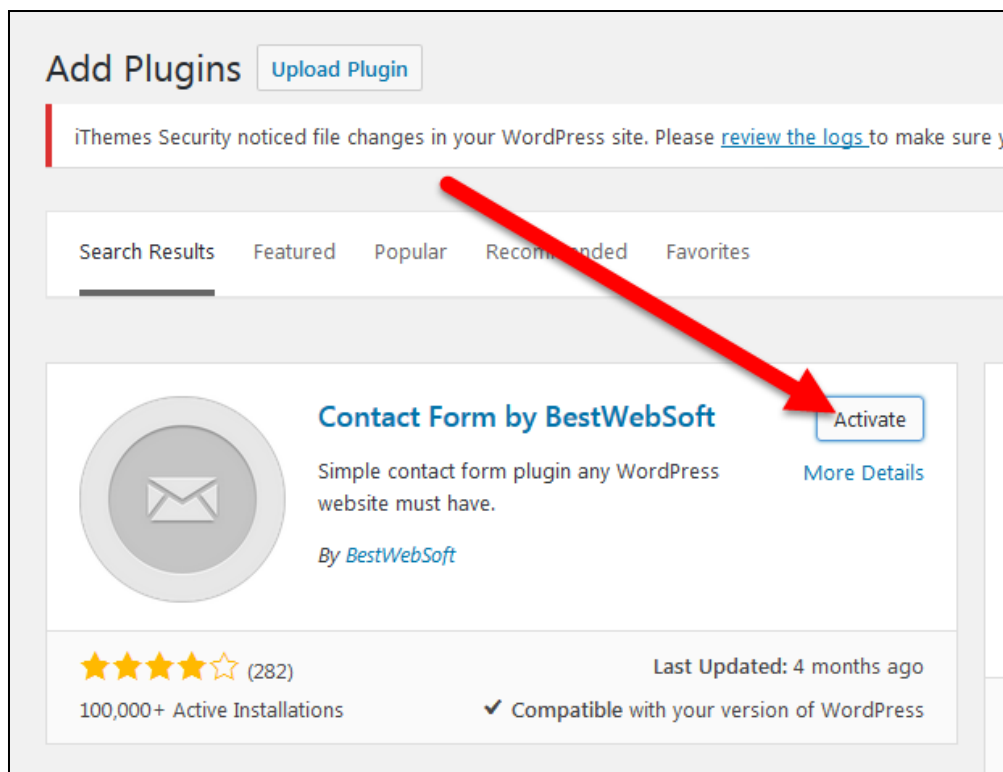 Add Plugins Upload Plugin
iThemes Security noticed file changes in your WordPress site. Please review the logs to make sure
Search Results Featured Popular Recommended Favorites
Contact Form by BestWebSoft Activate
Simple contact form plugin any WordPress More Details
website must have.
By BestWebSoft
(282) Last Updated: 4 months ago
100,000+ Active Installations ✔ Compatible with your version of WordPress